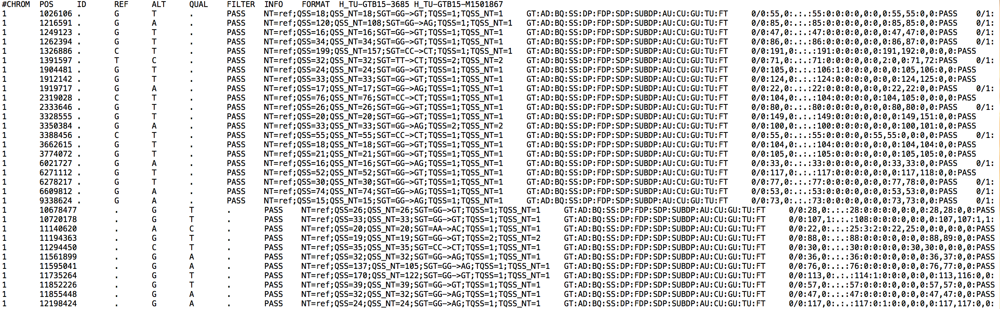 #CHROM POS ID REF ALT QUAL FILTER INFO FORMAT H_TU-GTB15-3685 H_TU-GTB15-M1501867
1 1026106 . G T . PASS NT=ref;QSS=18;QSS_NT=18;SGT=GG->GT;TQSS=1;TQSS_NT=1 GT:AD:BQ:SS:DP:FDP:SDP:SUBDP:AU:CU:GU:TU:FT 0/0:55,0:.:.:55:0:0:0:0,0:0,0:55,55:0,0:PASS 0/1:
1 1216591 . G A . PASS NT=ref;QSS=120;QSS_NT=108;SGT=GG->AG;TQSS=1;TQSS_NT=1 GT:AD:BQ:SS:DP:FDP:SDP:SUBDP:AU:CU:GU:TU:FT 0/0:85,0:.:.:85:0:0:0:0,0:0,0:85,85:0,0:PASS 0/1:
1 1249123 . G T . PASS NT=ref;QSS=16;QSS_NT=16;SGT=GG->GT;TQSS=1;TQSS_NT=1 GT:AD:BQ:SS:DP:FDP:SDP:SUBDP:AU:CU:GU:TU:FT 0/0:47,0:.:.:47:0:0:0:0,0:0,0:47,47:0,0:PASS 0/1:
1 1262394 . G T . PASS NT=ref;QSS=34;QSS_NT=34;SGT=GG->GT;TQSS=1;TQSS_NT=1 GT:AD:BQ:SS:DP:FDP:SDP:SUBDP:AU:CU:GU:TU:FT 0/0:86,0:.:.:86:0:0:0:0,0:0,0:86,87:0,0:PASS 0/1:
1 1326886 . C T . PASS NT=ref;QSS=199;QSS_NT=157;SGT=CC->CT;TQSS=1;TQSS_NT=1 GT:AD:BQ:SS:DP:FDP:SDP:SUBDP:AU:CU:GU:TU:FT 0/0:191,0:.:.:191:0:0:0:0,0:191,192:0,0:0,0:PASS
1 1391597 . T C . PASS NT=ref;QSS=32;QSS_NT=32;SGT=TT->CT;TQSS=2;TQSS_NT=2 GT:AD:BQ:SS:DP:FDP:SDP:SUBDP:AU:CU:GU:TU:FT 0/0:71,0:.:.:71:0:0:0:0,0:0,2:0,0:71,72:PASS 0/1:
1 1904481 . G T . PASS NT=ref;QSS=24;QSS_NT=24;SGT=GG->GT;TQSS=1;TQSS_NT=1 GT:AD:BQ:SS:DP:FDP:SDP:SUBDP:AU:CU:GU:TU:FT 0/0:105,0:.:.:106:1:0:0:0,0:0,0:105,106:0,0:PASS
1 1912142 . G T . PASS NT=ref;QSS=33;QSS_NT=33;SGT=GG->GT;TQSS=1;TQSS_NT=1 GT:AD:BQ:SS:DP:FDP:SDP:SUBDP:AU:CU:GU:TU:FT 0/0:124,0:.:.:124:0:0:0:0,0:0,0:124,125:0,0:PASS
1 1919717 . G A . PASS NT=ref;QSS=17;QSS_NT=17;SGT=GG->AG;TQSS=1;TQSS_NT=1 GT:AD:BQ:SS:DP:FDP:SDP:SUBDP:AU:CU:GU:TU:FT 0/0:22,0:.:.:22:0:0:0:0,0:0,0:22,22:0,0:PASS 0/1:
1 2319028 . C T . PASS NT=ref;QSS=76;QSS_NT=76;SGT=CC->CT;TQSS=1;TQSS_NT=1 GT:AD:BQ:SS:DP:FDP:SDP:SUBDP:AU:CU:GU:TU:FT 0/0:104,0:.:.:104:0:0:0:0,0:104,105:0,0:0,0:PASS
1 2333646 . G T . PASS NT=ref;QSS=26;QSS_NT=26;SGT=GG->GT;TQSS=1;TQSS_NT=1 GT:AD:BQ:SS:DP:FDP:SDP:SUBDP:AU:CU:GU:TU:FT 0/0:80,0:.:.:80:0:0:0:0,0:0,0:80,80:0,0:PASS 0/1:
1 3328555 . G T . PASS NT=ref;QSS=20;QSS_NT=20;SGT=GG->GT;TQSS=1;TQSS_NT=1 GT:AD:BQ:SS:DP:FDP:SDP:SUBDP:AU:CU:GU:TU:FT 0/0:149,0:.:.:149:0:0:0:0,0:0,0:149,151:0,0:PASS
1 3350384 . G A . PASS NT=ref;QSS=33;QSS_NT=33;SGT=GG->AG;TQSS=2;TQSS_NT=2 GT:AD:BQ:SS:DP:FDP:SDP:SUBDP:AU:CU:GU:TU:FT 0/0:100,0:.:.:100:0:0:0:0,0:0,0:100,101:0,0:PASS
1 3388456 . C T . PASS NT=ref;QSS=55;QSS_NT=55;SGT=CC->CT;TQSS=1;TQSS_NT=1 GT:AD:BQ:SS:DP:FDP:SDP:SUBDP:AU:CU:GU:TU:FT 0/0:55,0:.:.:55:0:0:0:0,0:55,55:0,0:0,0:PASS 0/1:
1 3662615 . G T . PASS NT=ref;QSS=18;QSS_NT=18;SGT=GG->GT;TQSS=1;TQSS_NT=1 GT:AD:BQ:SS:DP:FDP:SDP:SUBDP:AU:CU:GU:TU:FT 0/0:104,0:.:.:104:0:0:0:0,0:0,0:104,104:0,0:PASS
1 3774072 . G T . PASS NT=ref;QSS=21;QSS_NT=21;SGT=GG->GT;TQSS=1;TQSS_NT=1 GT:AD:BQ:SS:DP:FDP:SDP:SUBDP:AU:CU:GU:TU:FT 0/0:105,0:.:.:105:0:0:0:0,0:0,0:105,105:0,0:PASS
1 6021727 . G A . PASS NT=ref;QSS=16;QSS_NT=16;SGT=GG->AG;TQSS=1;TQSS_NT=1 GT:AD:BQ:SS:DP:FDP:SDP:SUBDP:AU:CU:GU:TU:FT 0/0:33,0:.:.:33:0:0:0:0,0:0,0:33,33:0,0:PASS 0/1:
1 6271112 . G T . PASS NT=ref;QSS=52;QSS_NT=52;SGT=GG->GT;TQSS=1;TQSS_NT=1 GT:AD:BQ:SS:DP:FDP:SDP:SUBDP:AU:CU:GU:TU:FT 0/0:117,0:.:.:117:0:0:0:0,0:0,0:117,118:0,0:PASS
1 6278217 . G T . PASS NT=ref;QSS=30;QSS_NT=30;SGT=GG->GT;TQSS=1;TQSS_NT=1 GT:AD:BQ:SS:DP:FDP:SDP:SUBDP:AU:CU:GU:TU:FT 0/0:77,0:.:.:77:0:0:0:0,0:0,0:77,78:0,0:PASS 0/1:
1 6609812 . G A . PASS NT=ref;QSS=74;QSS_NT=74;SGT=GG->AG;TQSS=1;TQSS_NT=1 GT:AD:BQ:SS:DP:FDP:SDP:SUBDP:AU:CU:GU:TU:FT 0/0:53,0:.:.:53:0:0:0:0,0:0,0:53,53:0,0:PASS 0/1:
1 9338624 . G A . PASS NT=ref;QSS=15;QSS_NT=15;SGT=GG->AG;TQSS=1;TQSS_NT=1 GT:AD:BQ:SS:DP:FDP:SDP:SUBDP:AU:CU:GU:TU:FT 0/0:73,0:.:.:73:0:0:0:0,0:0,0:73,73:0,0:PASS 0/1:
1 10678477 . G T . PASS NT=ref;QSS=26;QSS_NT=26;SGT=GG->GT;TQSS=1;TQSS_NT=1 GT:AD:BQ:SS:DP:FDP:SDP:SUBDP:AU:CU:GU:TU:FT 0/0:28,0:.:.:28:0:0:0:0,0:0,0:28,28:0,0:PASS
1 10720178 . G T . PASS NT=ref;QSS=33;QSS_NT=33;SGT=GG->GT;TQSS=1;TQSS_NT=1 GT:AD:BQ:SS:DP:FDP:SDP:SUBDP:AU:CU:GU:TU:FT 0/0:107,1:.:.:108:0:0:0:0,0:0,0:107,107:1,1:
1 11140620 . A C . PASS NT=ref;QSS=20;QSS_NT=20;SGT=AA->AC;TQSS=1;TQSS_NT=1 GT:AD:BQ:SS:DP:FDP:SDP:SUBDP:AU:CU:GU:TU:FT 0/0:22,0:.:.:25:3:2:0:22,25:0,0:0,0:0,0:PASS
1 11194363 . G T . PASS NT=ref;QSS=19;QSS_NT=19;SGT=GG->GT;TQSS=2;TQSS_NT=2 GT:AD:BQ:SS:DP:FDP:SDP:SUBDP:AU:CU:GU:TU:FT 0/0:88,0:.:.:88:0:0:0:0,0:0,0:88,89:0,0:PASS
1 11294450 . C T . PASS NT=ref;QSS=35;QSS_NT=35;SGT=CC->CT;TQSS=1;TQSS_NT=1 GT:AD:BQ:SS:DP:FDP:SDP:SUBDP:AU:CU:GU:TU:FT 0/0:30,0:.:.:30:0:0:0:0,0:30,30:0,0:0,0:PASS
1 11561899 . G A . PASS NT=ref;QSS=32;QSS_NT=32;SGT=GG->AG;TQSS=1;TQSS_NT=1 GT:AD:BQ:SS:DP:FDP:SDP:SUBDP:AU:CU:GU:TU:FT 0/0:36,0:.:.:36:0:0:0:0,0:0,0:36,37:0,0:PASS
1 11595041 . G A . PASS NT=ref;QSS=137;QSS_NT=105;SGT=GG->AG;TQSS=1;TQSS_NT=1 GT:AD:BQ:SS:DP:FDP:SDP:SUBDP:AU:CU:GU:TU:FT 0/0:76,0:.:.:76:0:0:0:0,0:0,0:76,77:0,0:PASS
1 11735264 . G T . PASS NT=ref;QSS=170;QSS_NT=122;SGT=GG->GT;TQSS=1;TQSS_NT=1 GT:AD:BQ:SS:DP:FDP:SDP:SUBDP:AU:CU:GU:TU:FT 0/0:113,0:.:.:114:1:0:0:0,0:0,0:113,116:0,0:
1 11852226 . G T . PASS NT=ref;QSS=39;QSS_NT=39;SGT=GG->GT;TQSS=1;TQSS_NT=1 GT:AD:BQ:SS:DP:FDP:SDP:SUBDP:AU:CU:GU:TU:FT 0/0:57,0:.:.:57:0:0:0:0,0:0,0:57,57:0,0:PASS
1 11855448 . G A . PASS NT=ref;QSS=32;QSS_NT=32;SGT=GG->AG;TQSS=1;TQSS_NT=1 GT:AD:BQ:SS:DP:FDP:SDP:SUBDP:AU:CU:GU:TU:FT 0/0:47,0:.:.:47:0:0:0:0,0:0,0:47,47:0,0:PASS
1 12198424 . G A . PASS NT=ref;QSS=24;QSS_NT=24;SGT=GG->AG;TQSS=1;TQSS_NT=1 GT:AD:BQ:SS:DP:FDP:SDP:SUBDP:AU:CU:GU:TU:FT 0/0:117,0:.:.:117:0:1:0:0,0:0,0:117,117:0,0: